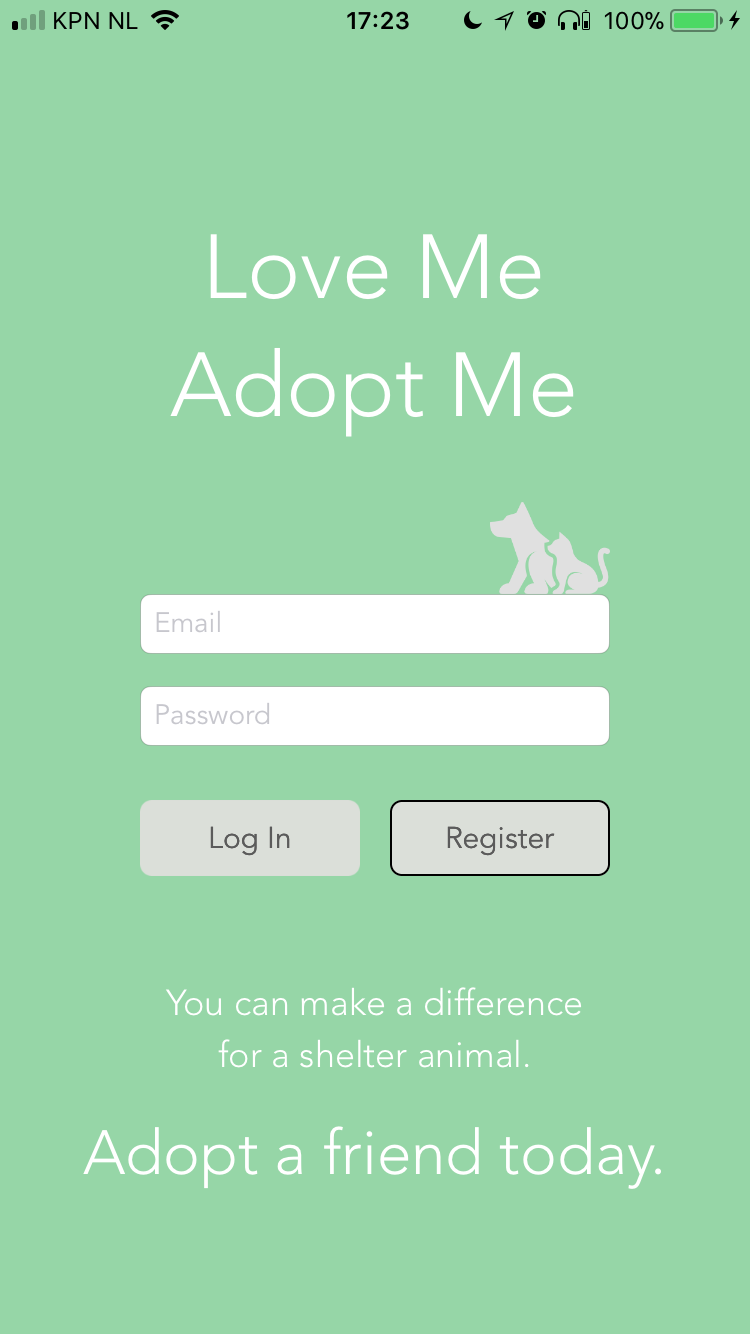 KPN NL 17:23 100%
Love Me
Adopt Me
Email
Password
Log In Register
You can make a difference
for a shelter animal.
Adopt a friend today.